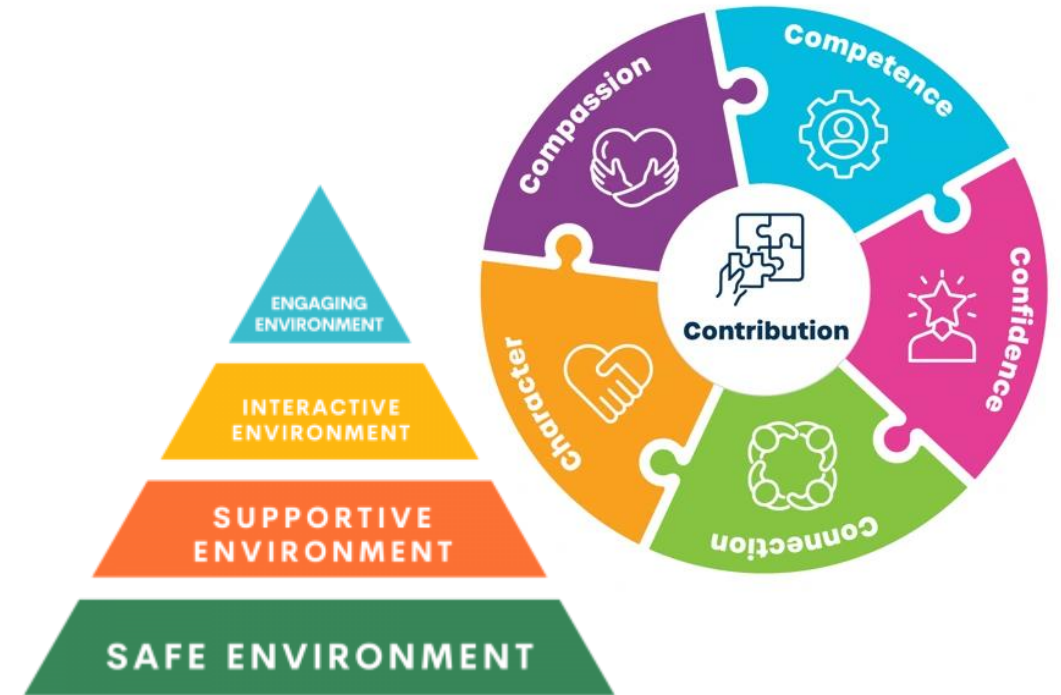 ENGAGING
ENVIRONMENT
INTERACTIVE
ENVIRONMENT
SUPPORTIVE
ENVIRONMENT
SAFE ENVIRONMENT
Compassion
Competence
Confidence
Connection
Character
Contribution